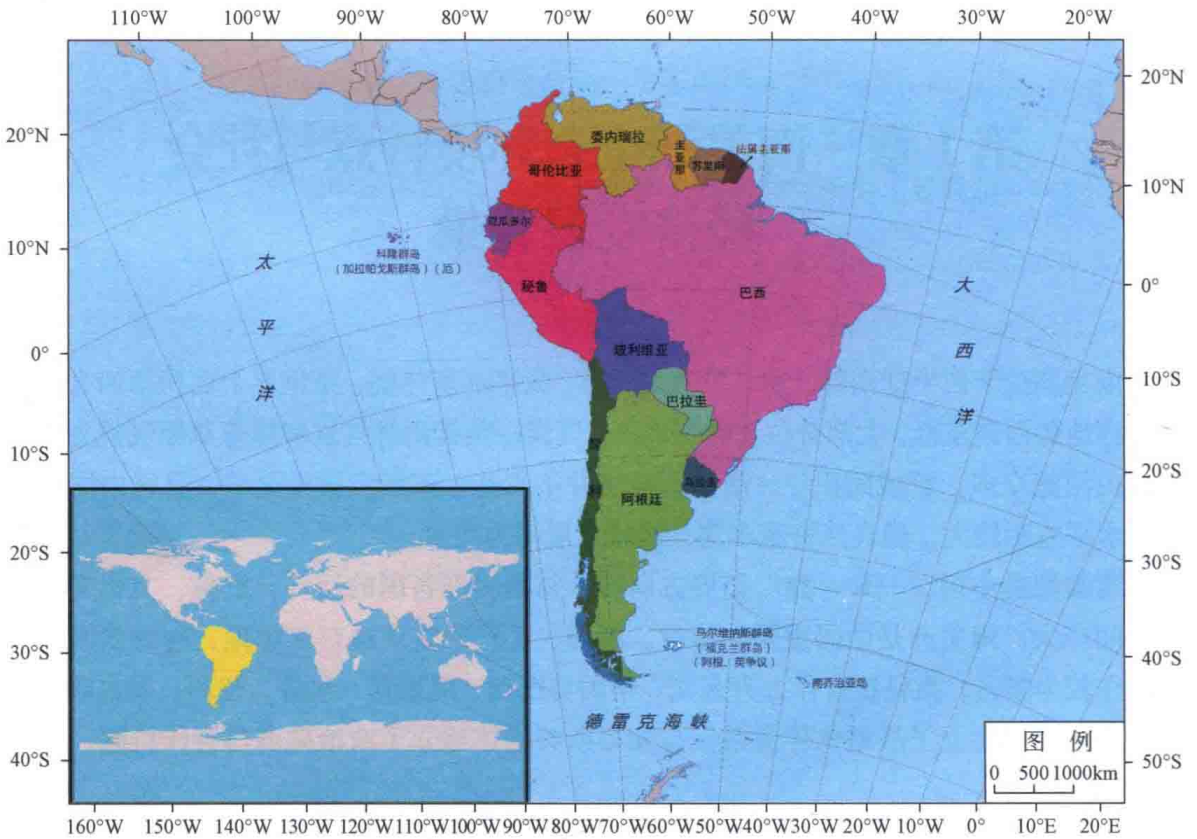 110°W 100°W 90°W 80°W 70°W 60°W 50°W 40°W 30°W 20°W
20°N
20°N
10°N
10°N
0°
0°
10°S
10°S
20°S
20°S
30°S
30°S
40°S
40°S
50°S
委内瑞拉
圭亚那
苏里南
法属圭亚那
哥伦比亚
厄瓜多尔
科隆群岛
(加拉帕戈斯群岛)(厄)
太平洋
大西洋
秘鲁
巴西
玻利维亚
巴拉圭
智利
乌拉圭
阿根廷
马尔维纳斯群岛
(福克兰群岛)
(阿根、英争议)
南乔治亚岛
德雷克海峡
图 例
0 500 1000km
160°W 150°W 140°W 130°W 120°W 110°W 100°W 90°W 80°W 70°W 60°W 50°W 40°W 30°W 20°W 10°W 0° 10°E 20°E